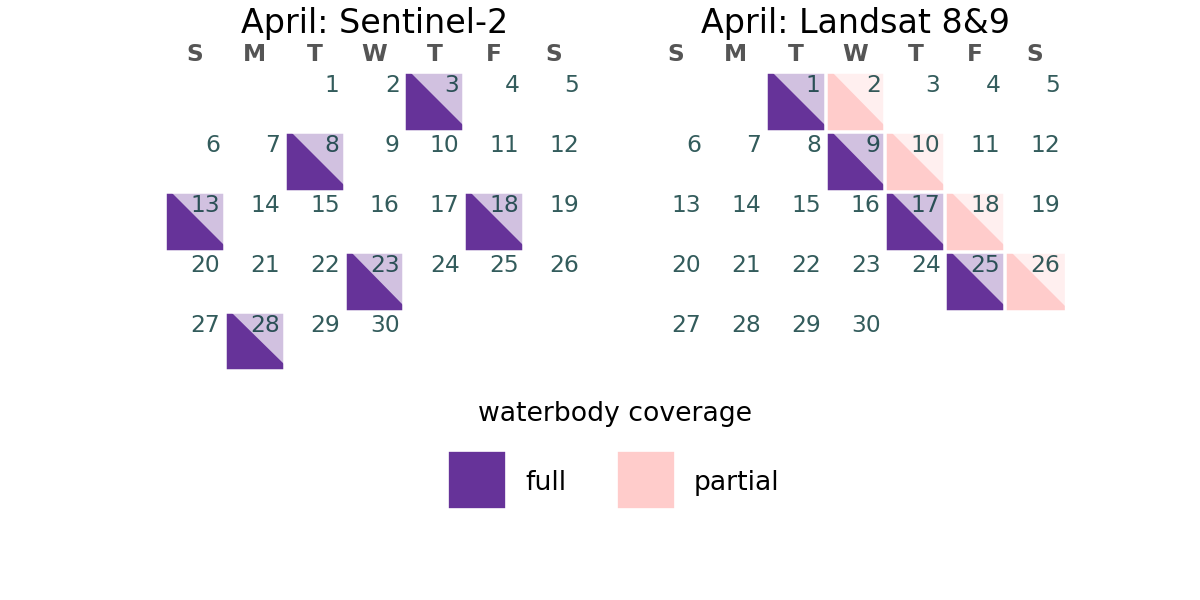 April: Sentinel-2
S M T W T F S
1 2 3 4 5
6 7 8 9 10 11 12
13 14 15 16 17 18 19
20 21 22 23 24 25 26
27 28 29 30
April: Landsat 8&9
S M T W T F S
1 2 3 4 5
6 7 8 9 10 11 12
13 14 15 16 17 18 19
20 21 22 23 24 25 26
27 28 29 30
waterbody coverage
full
partial